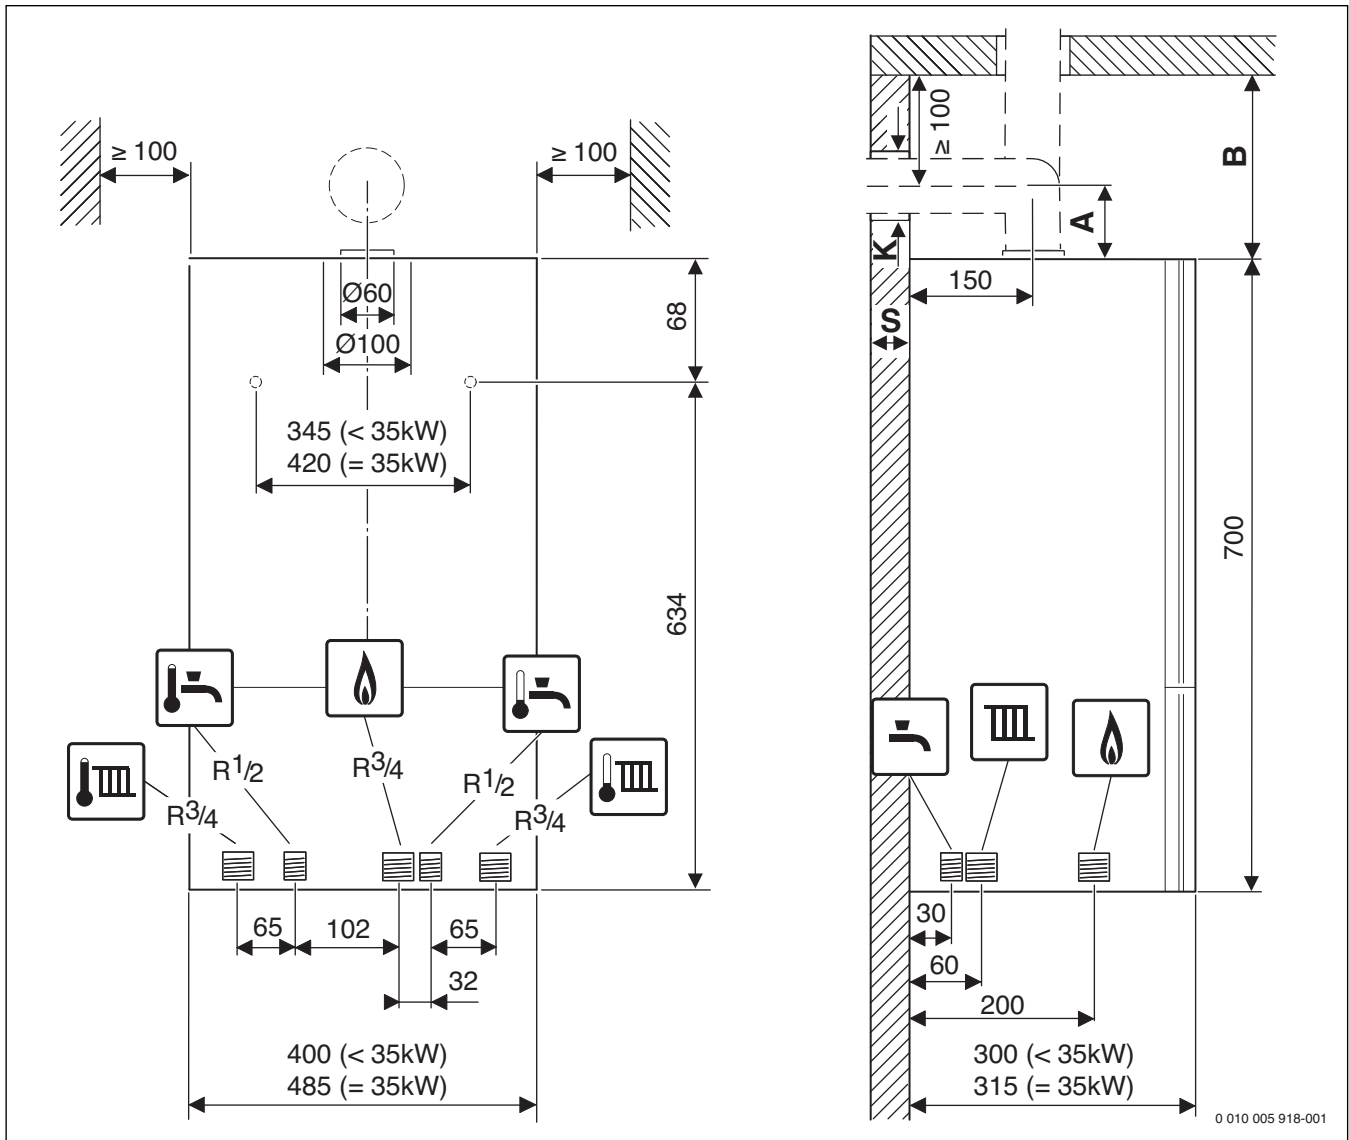 ≥ 100
≥ 100
Ø60
Ø100
68
345 (< 35kW)
420 (= 35kW)
634
R1/2
R3/4
R1/2
R3/4
R3/4
65
102
65
32
400 (< 35kW)
485 (= 35kW)
≥ 100
B
A
K
150
S
700
30
60
200
300 (< 35kW)
315 (= 35kW)
0 010 005 918-001